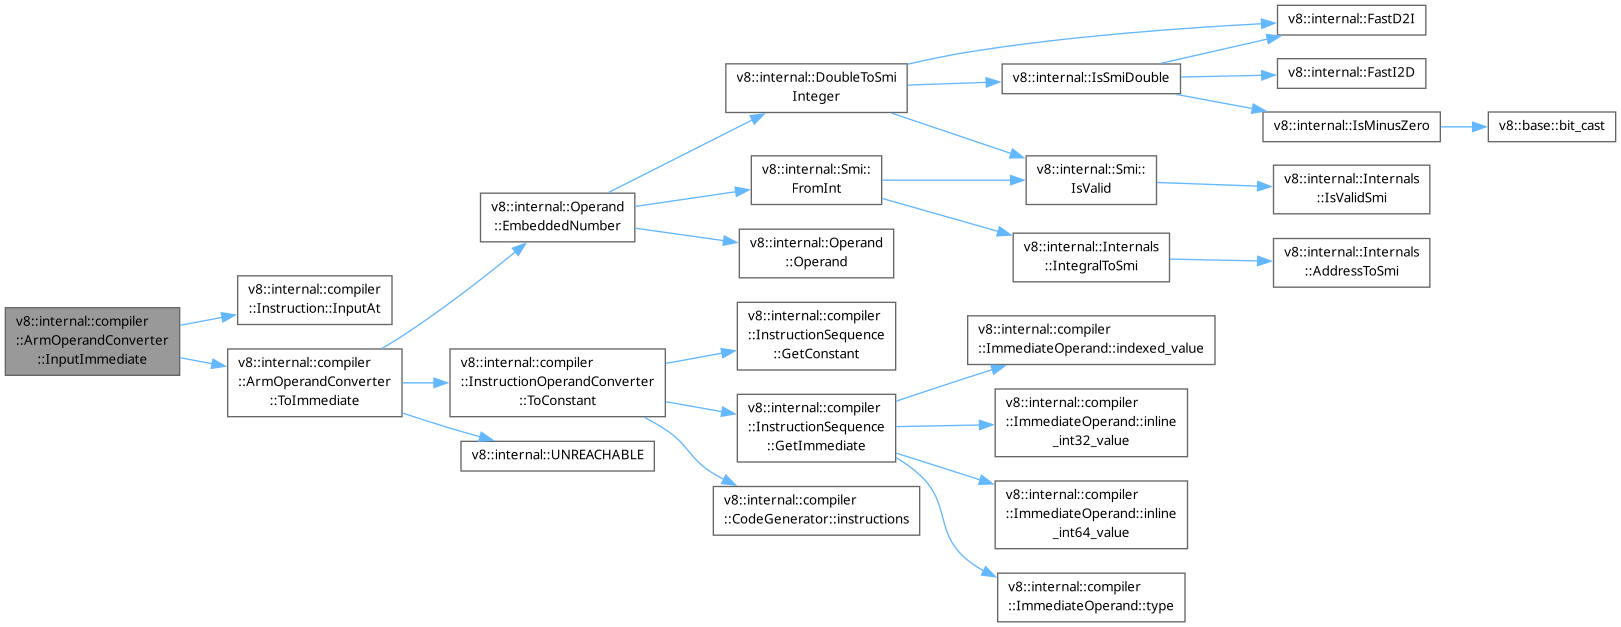 v8::internal::compiler
::ArmOperandConverter
::InputImmediate
v8::internal::compiler
::Instruction::InputAt
v8::internal::compiler
::ArmOperandConverter
::ToImmediate
v8::internal::Operand
::EmbeddedNumber
v8::internal::compiler
::InstructionOperandConverter
::ToConstant
v8::internal::UNREACHABLE
v8::internal::DoubleToSmi
Integer
v8::internal::Smi::
FromInt
v8::internal::Operand
::Operand
v8::internal::compiler
::InstructionSequence
::GetConstant
v8::internal::compiler
::InstructionSequence
::GetImmediate
v8::internal::compiler
::CodeGenerator::instructions
v8::internal::IsSmiDouble
v8::internal::Smi::
IsValid
v8::internal::Internals
::IntegralToSmi
v8::internal::compiler
::ImmediateOperand::indexed_value
v8::internal::compiler
::ImmediateOperand::inline
_int32_value
v8::internal::compiler
::ImmediateOperand::inline
_int64_value
v8::internal::compiler
::ImmediateOperand::type
v8::internal::FastD2I
v8::internal::FastI2D
v8::internal::IsMinusZero
v8::internal::Internals
::IsValidSmi
v8::internal::Internals
::AddressToSmi
v8::base::bit_cast